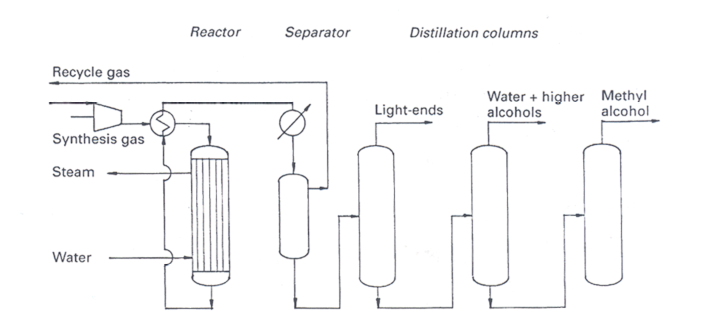 Reactor
Separator
Distillation columns
Recycle gas
Synthesis gas
Steam
Water
Light-ends
Water + higher
alcohols
Methyl
alcohol